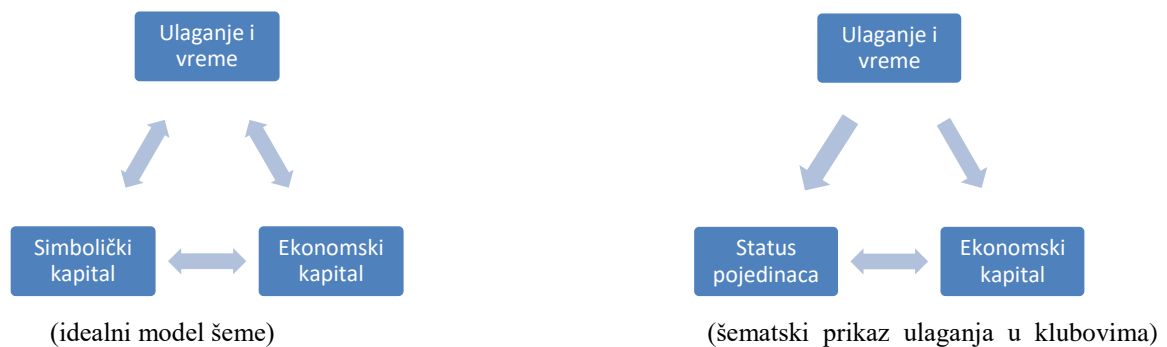 Ulaganje i
vreme
Simbolički
kapital
Ekonomski
kapital
(idealni model šeme)
Ulaganje i
vreme
Status
pojedinaca
Ekonomski
kapital
(šematski prikaz ulaganja u klubovima)